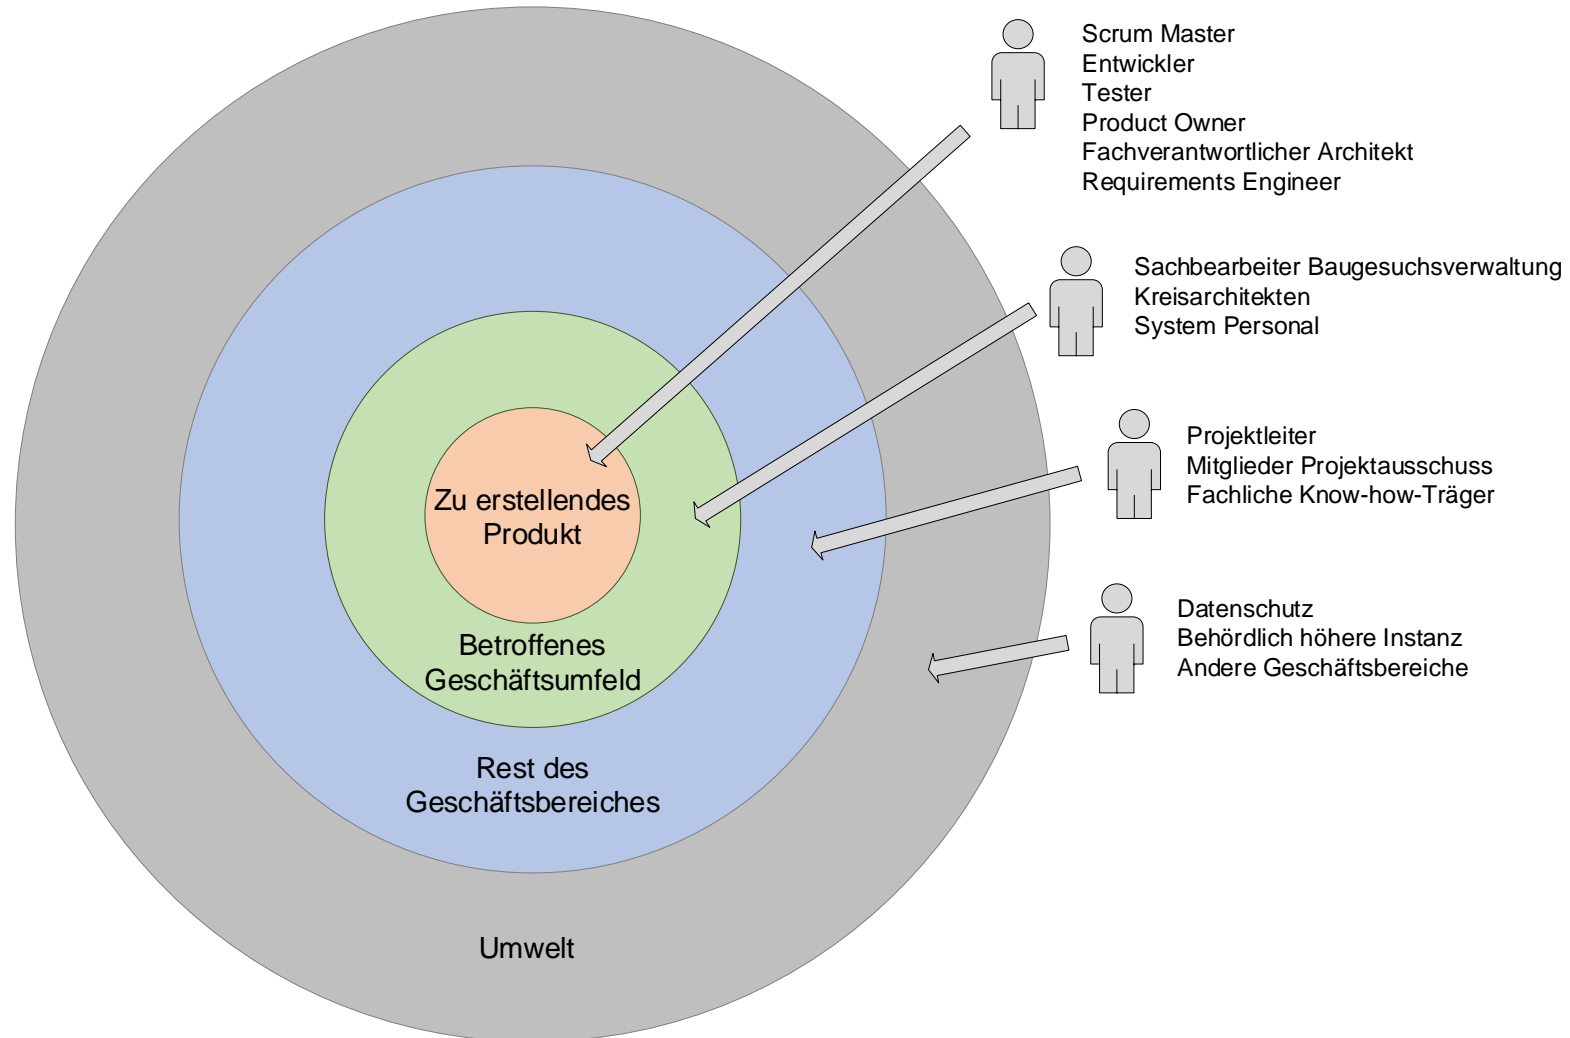 Scrum Master
Entwickler
Tester
Product Owner
Fachverantwortlicher Architekt
Requirements Engineer
Sachbearbeiter Baugesuchsverwaltung
Kreisarchitekten
System Personal
Projektleiter
Mitglieder Projektausschuss
Fachliche Know-how-Träger
Datenschutz
Behördlich höhere Instanz
Andere Geschäftsbereiche
Zu erstellendes
Produkt
Betroffenes
Geschäftsumfeld
Rest des
Geschäftsbereiches
Umwelt